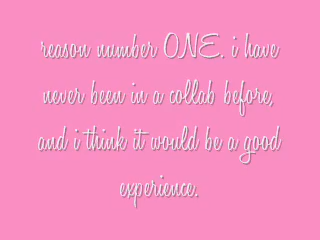 reason number ONE. i have
never been in a collab before,
and i think it would be a good
experience.